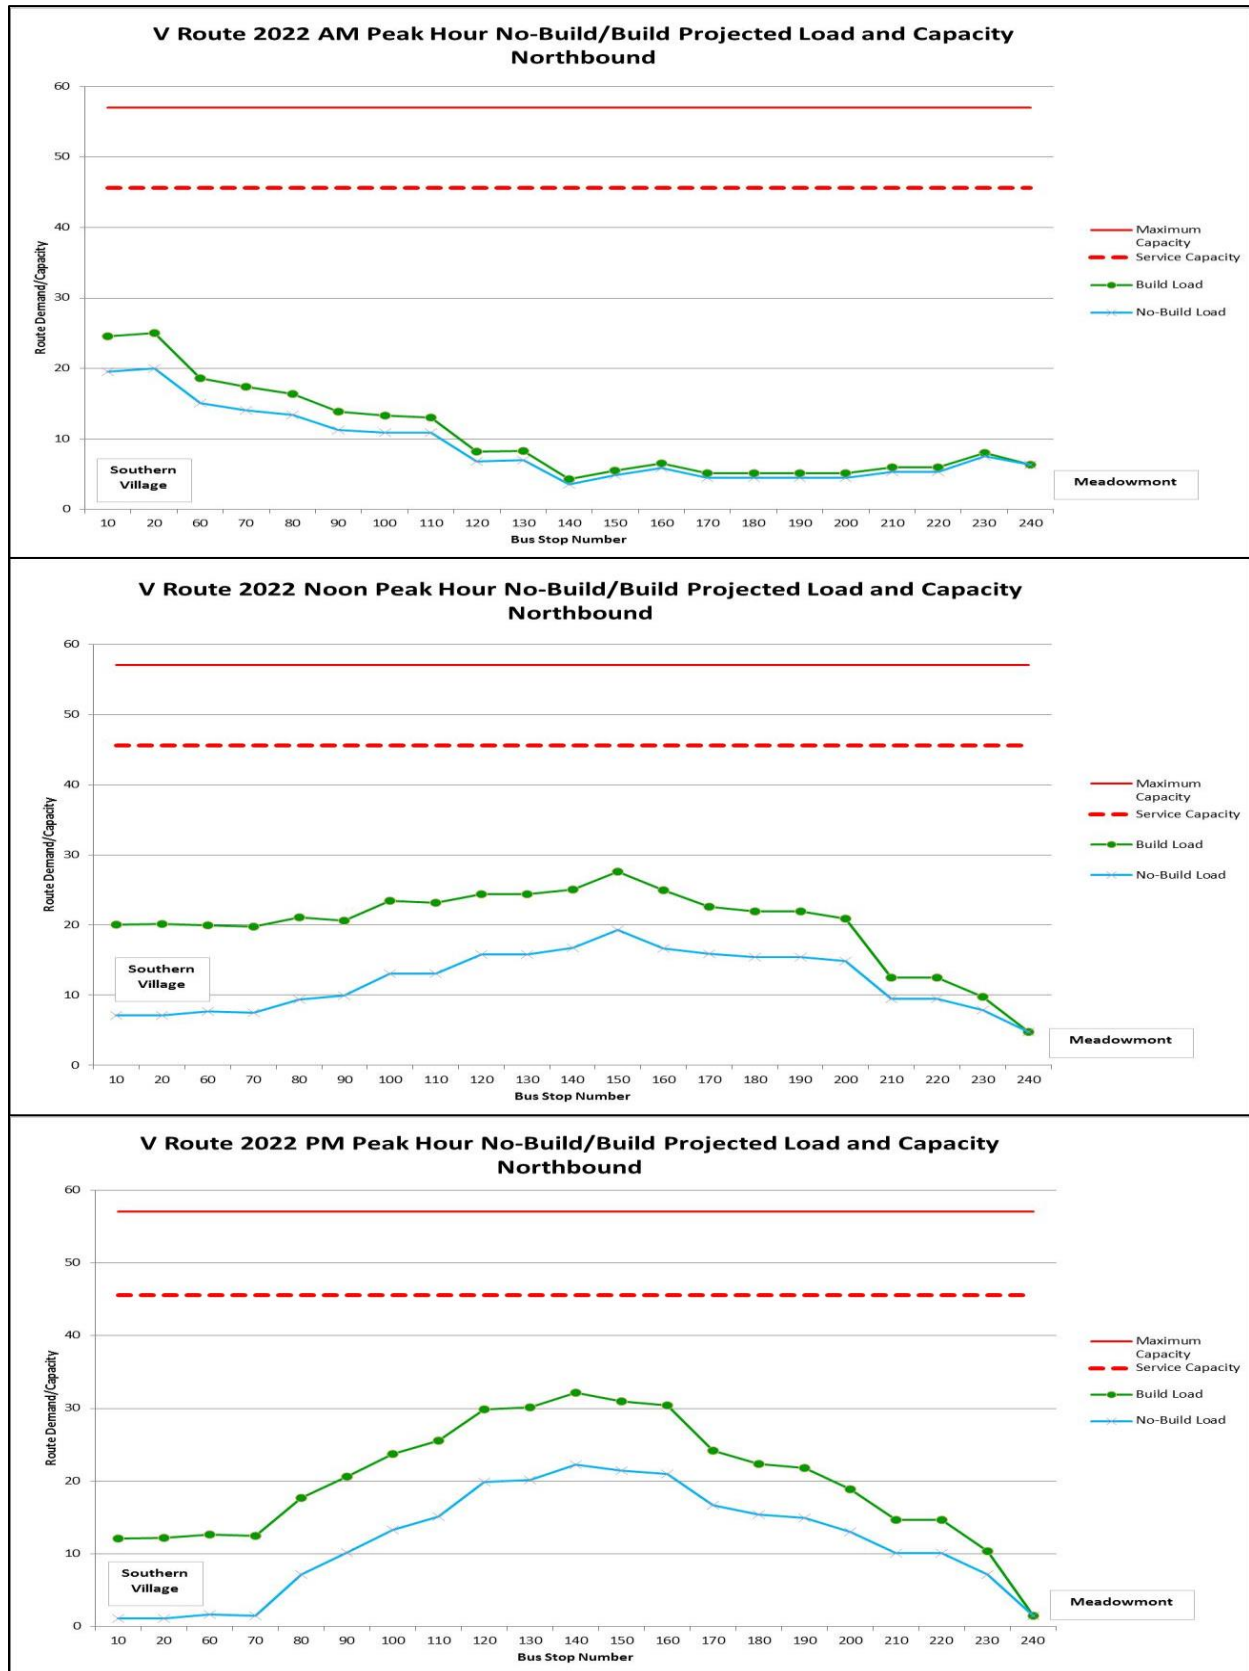 V Route 2022 AM Peak Hour No-Build/Build Projected Load and Capacity
Northbound
60
50
40
30
20
10
0
Route Demand/Capacity
Maximum
Capacity
Service Capacity
Build Load
No-Build Load
Southern
Village
Meadowmont
10 20 60 70 80 90 100 110 120 130 140 150 160 170 180 190 200 210 220 230 240
Bus Stop Number
V Route 2022 Noon Peak Hour No-Build/Build Projected Load and Capacity
Northbound
60
50
40
30
20
10
0
Route Demand/Capacity
Maximum
Capacity
Service Capacity
Build Load
No-Build Load
Southern
Village
Meadowmont
10 20 60 70 80 90 100 110 120 130 140 150 160 170 180 190 200 210 220 230 240
Bus Stop Number
V Route 2022 PM Peak Hour No-Build/Build Projected Load and Capacity
Northbound
60
50
40
30
20
10
0
Route Demand/Capacity
Maximum
Capacity
Service Capacity
Build Load
No-Build Load
Southern
Village
Meadowmont
10 20 60 70 80 90 100 110 120 130 140 150 160 170 180 190 200 210 220 230 240
Bus Stop Number